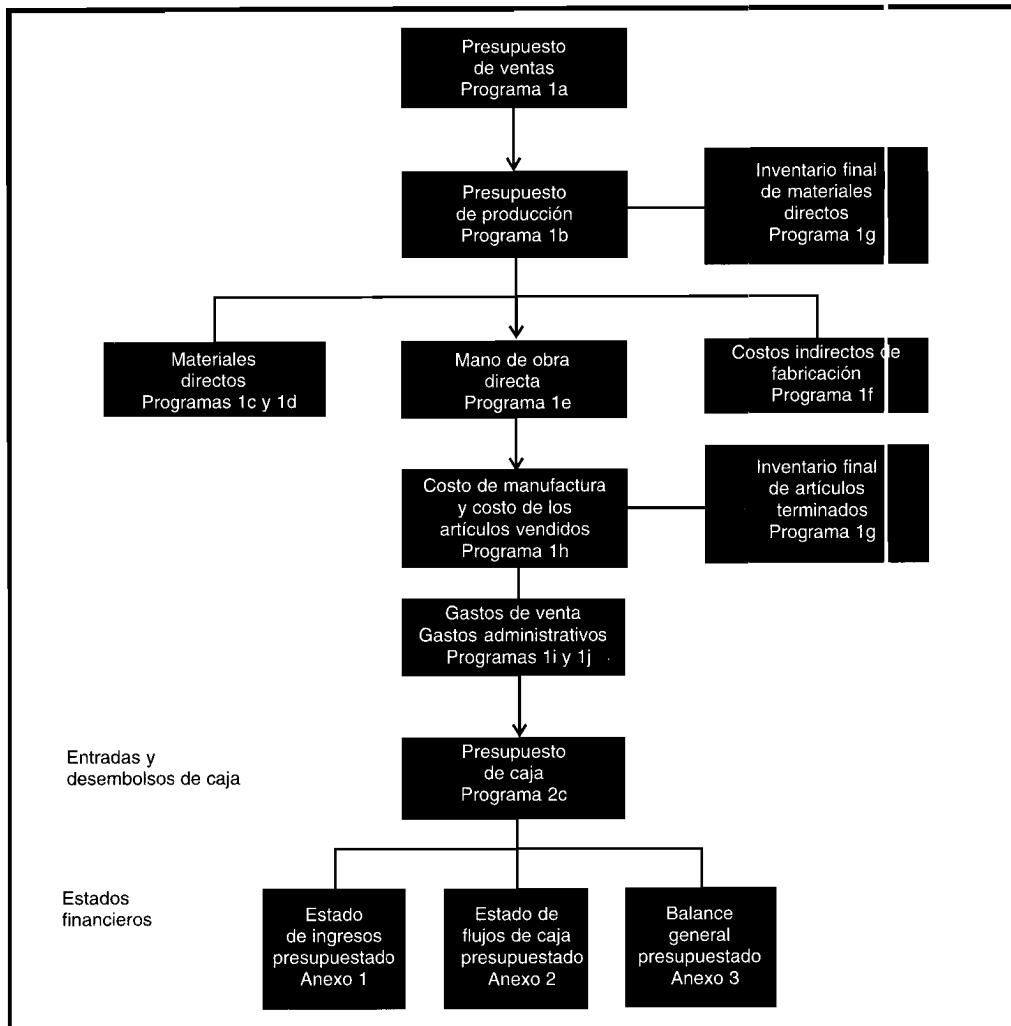 Presupuesto
de ventas
Programa 1a
Presupuesto
de producción
Programa 1b
Inventario final
de materiales
directos
Programa 1g
Materiales
directos
Programas 1c y 1d
Mano de obra
directa
Programa 1e
Costos indirectos de
fabricación
Programa 1f
Costo de manufactura
y costo de los
artículos vendidos
Programa 1h
Inventario final
de artículos
terminados
Programa 1g
Gastos de venta
Gastos administrativos
Programas 1i y 1j
Entradas y
desembolsos de caja
Presupuesto
de caja
Programa 2c
Estados
financieros
Estado
de ingresos
presupuestado
Anexo 1
Estado de
flujos de caja
presupuestado
Anexo 2
Balance
general
presupuestado
Anexo 3